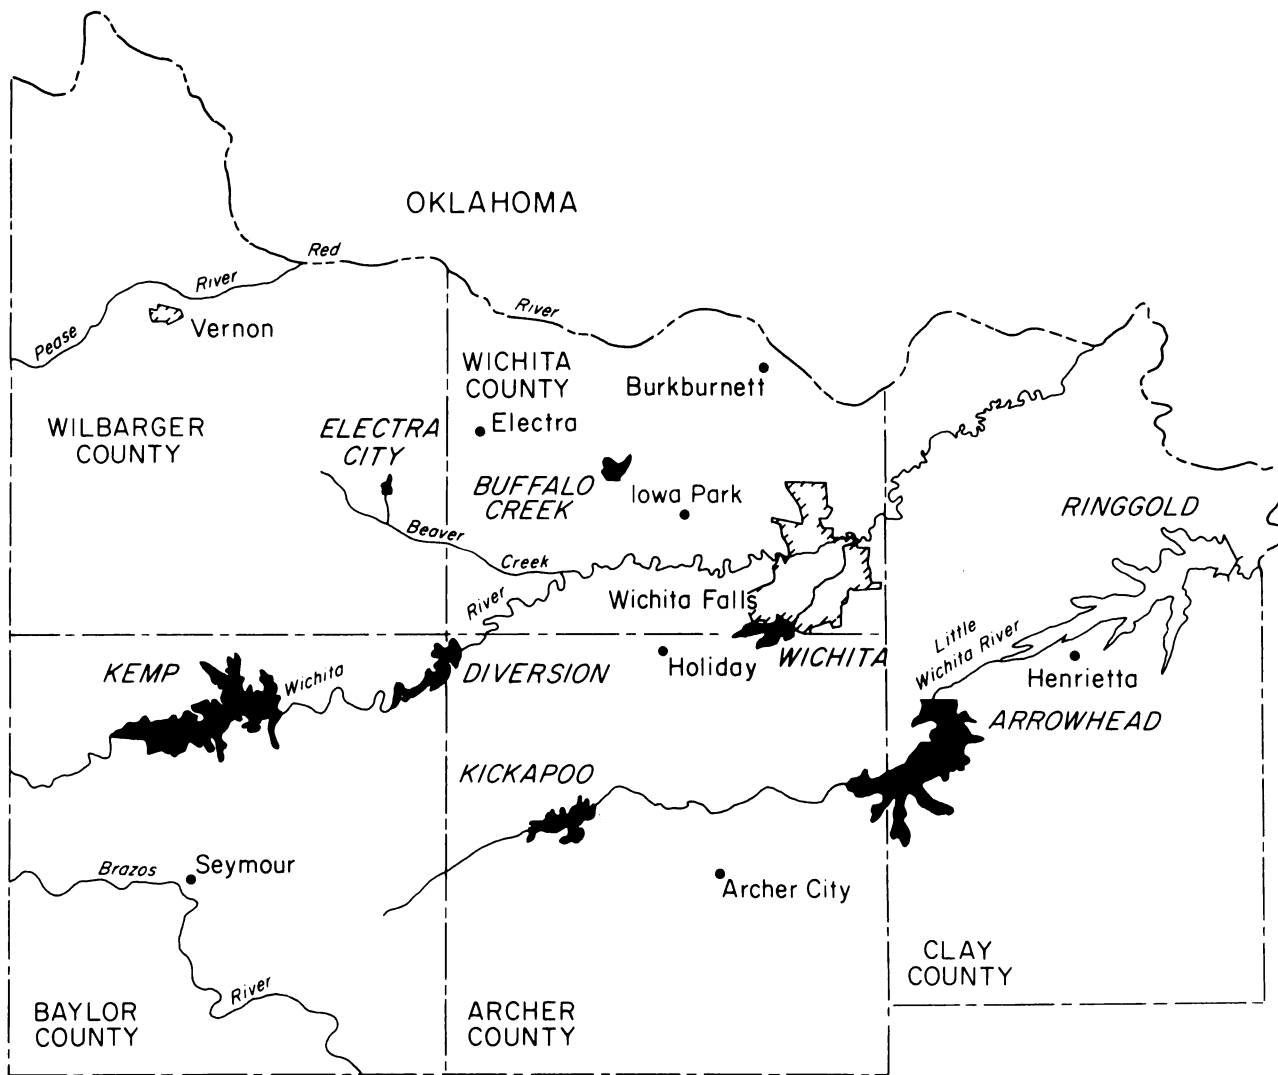 OKLAHOMA
Red
River
River
Pease
Vernon
WICHITA
COUNTY
Burkburnett
WILBARGER
COUNTY
ELECTRA
CITY
Electra
BUFFALO
CREEK
Iowa Park
RINGGOLD
Beaver
Creek
River
Wichita Falls
Little
Wichita River
KEMP
Wichita
DIVERSION
Holiday
WICHITA
Henrietta
ARROWHEAD
KICKAPOO
Brazos
Seymour
Archer City
CLAY
COUNTY
River
BAYLOR
COUNTY
ARCHER
COUNTY